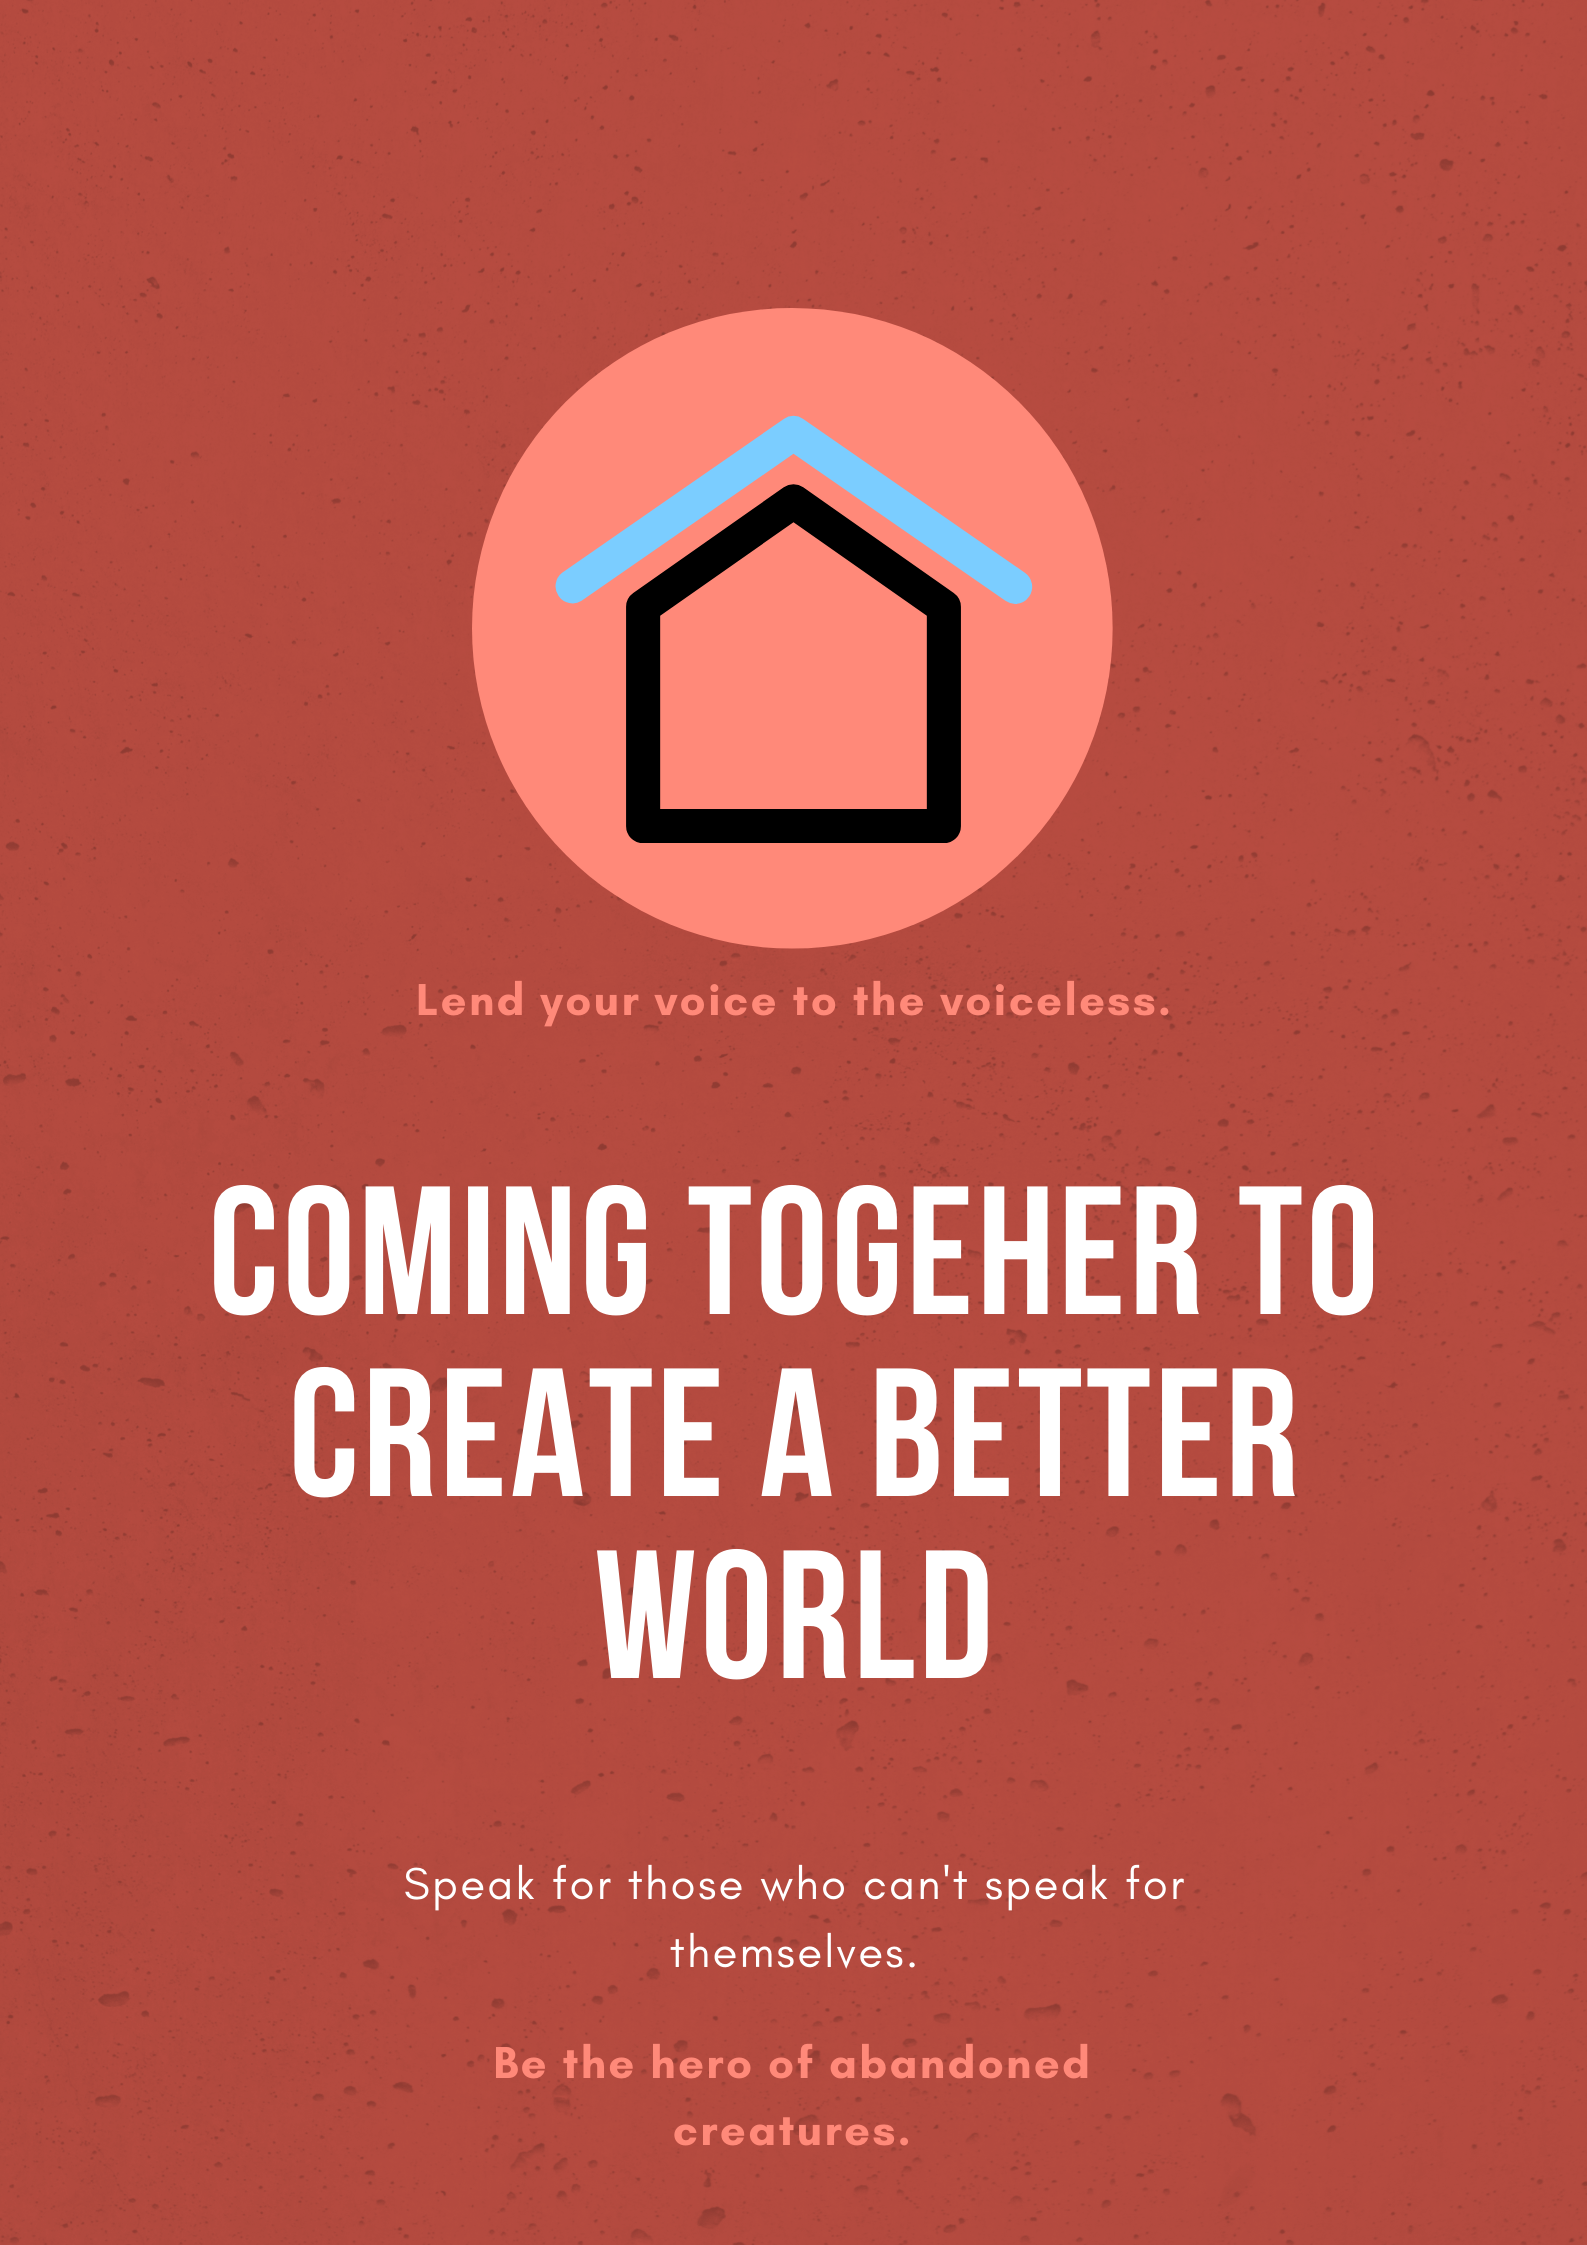 Lend your voice to the voiceless.
COMING TOGEHER TO
CREATE A BETTER
WORLD
Speak for those who can't speak for
themselves.
Be the hero of abandoned
creatures.